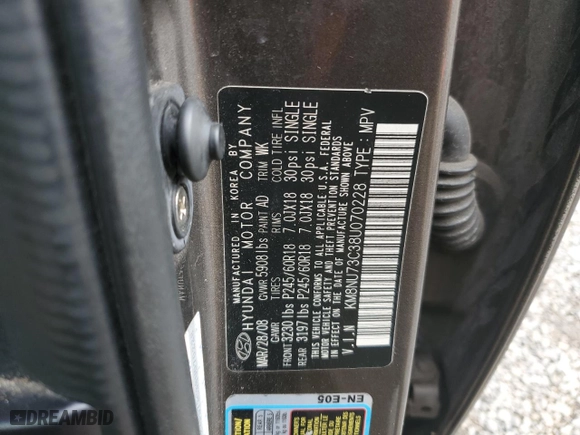 MANUFACTURED IN KOREA BY
HYUNDAI MOTOR COMPANY
MAR/28/08 GVWR 5908 lbs PAINT AD TRIM MK
GAWR TIRES RIMS COLD TIRE INFL
FRONT 3230 lbs P245/60R18 7.0JX18 30psi SINGLE
REAR 3197 lbs P245/60R18 7.0JX18 30psi SINGLE
THIS VEHICLE CONFORMS TO ALL APPLICABLE U.S.A. FEDERAL
MOTOR VEHICLE SAFETY AND THEFT PREVENTION STANDARDS
IN EFFECT ON THE DATE OF MANUFACTURE SHOWN ABOVE
V.I.N KM8NU73C38U070228 TYPE : MPV
EN-E05
DREAMBID